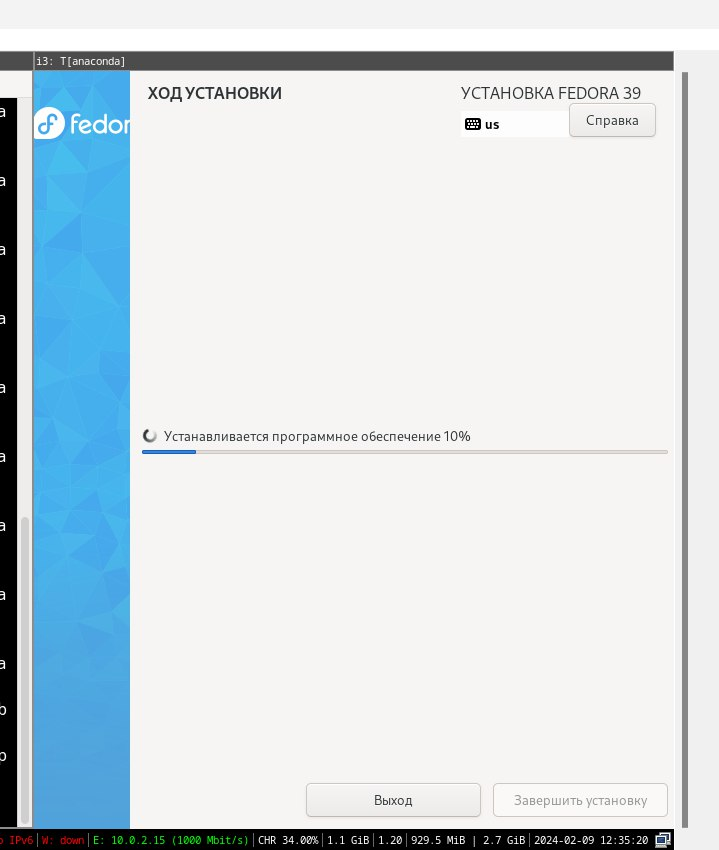 i3: T[anaconda]
ХОД УСТАНОВКИ
УСТАНОВКА FEDORA 39
fedor
us
Справка
a
a
a
a
a
a
a
a
a
b
p
Устанавливается программное обеспечение 10%
Выход
Завершить установку
o IPv6 | W: down | E: 10.0.2.15 (1000 Mbit/s) | CHR 34.00% | 1.1 GiB | 1.20 | 929.5 MiB | 2.7 GiB | 2024-02-09 12:35:20